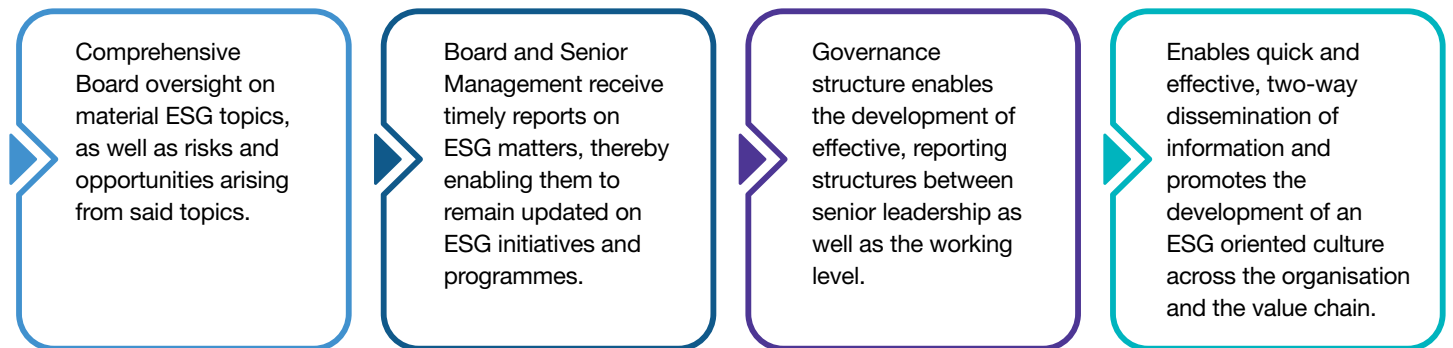 Comprehensive
Board oversight on
material ESG topics,
as well as risks and
opportunities arising
from said topics.
Board and Senior
Management receive
timely reports on
ESG matters, thereby
enabling them to
remain updated on
ESG initiatives and
programmes.
Governance
structure enables
the development of
effective, reporting
structures between
senior leadership as
well as the working
level.
Enables quick and
effective, two-way
dissemination of
information and
promotes the
development of an
ESG oriented culture
across the organisation
and the value chain.